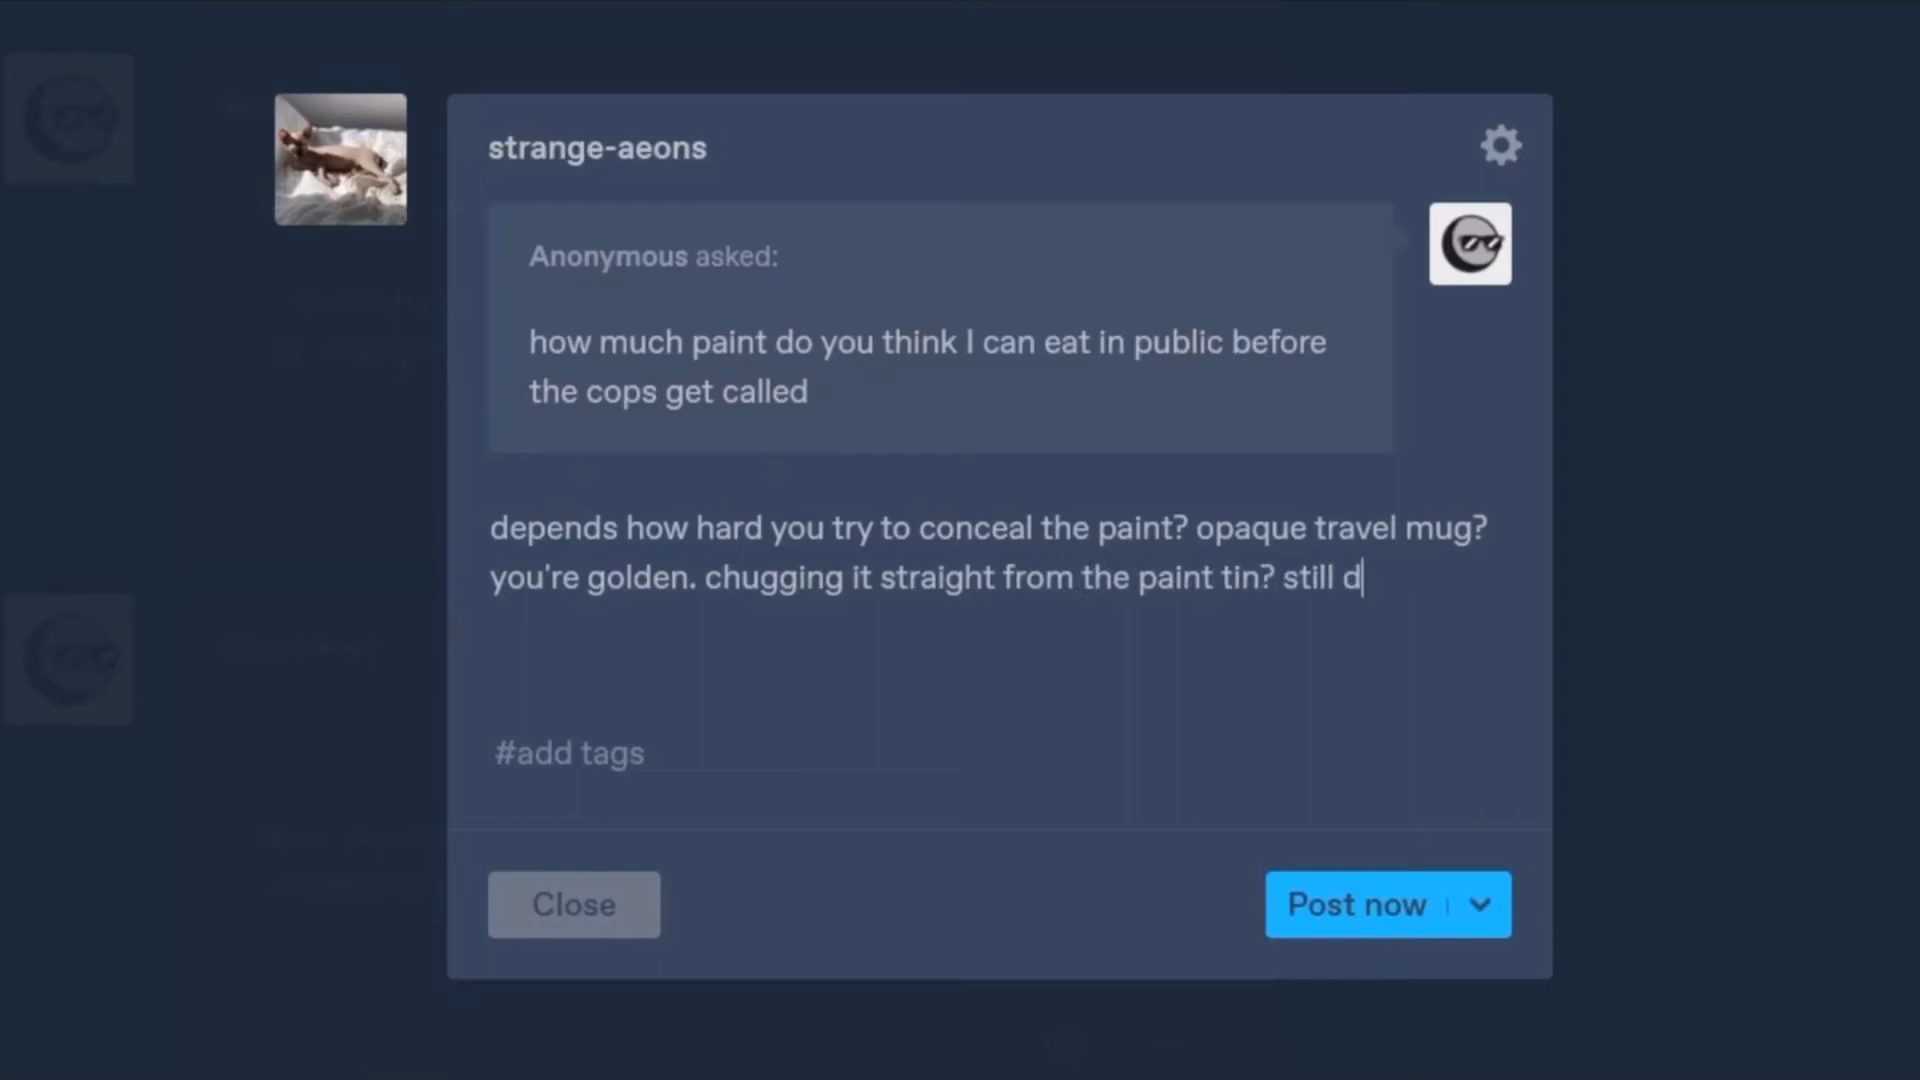 strange-aeons
Anonymous asked:
how much paint do you think I can eat in public before
the cops get called
depends how hard you try to conceal the paint? opaque travel mug?
you're golden. chugging it straight from the paint tin? still d
#add tags
Close
Post now